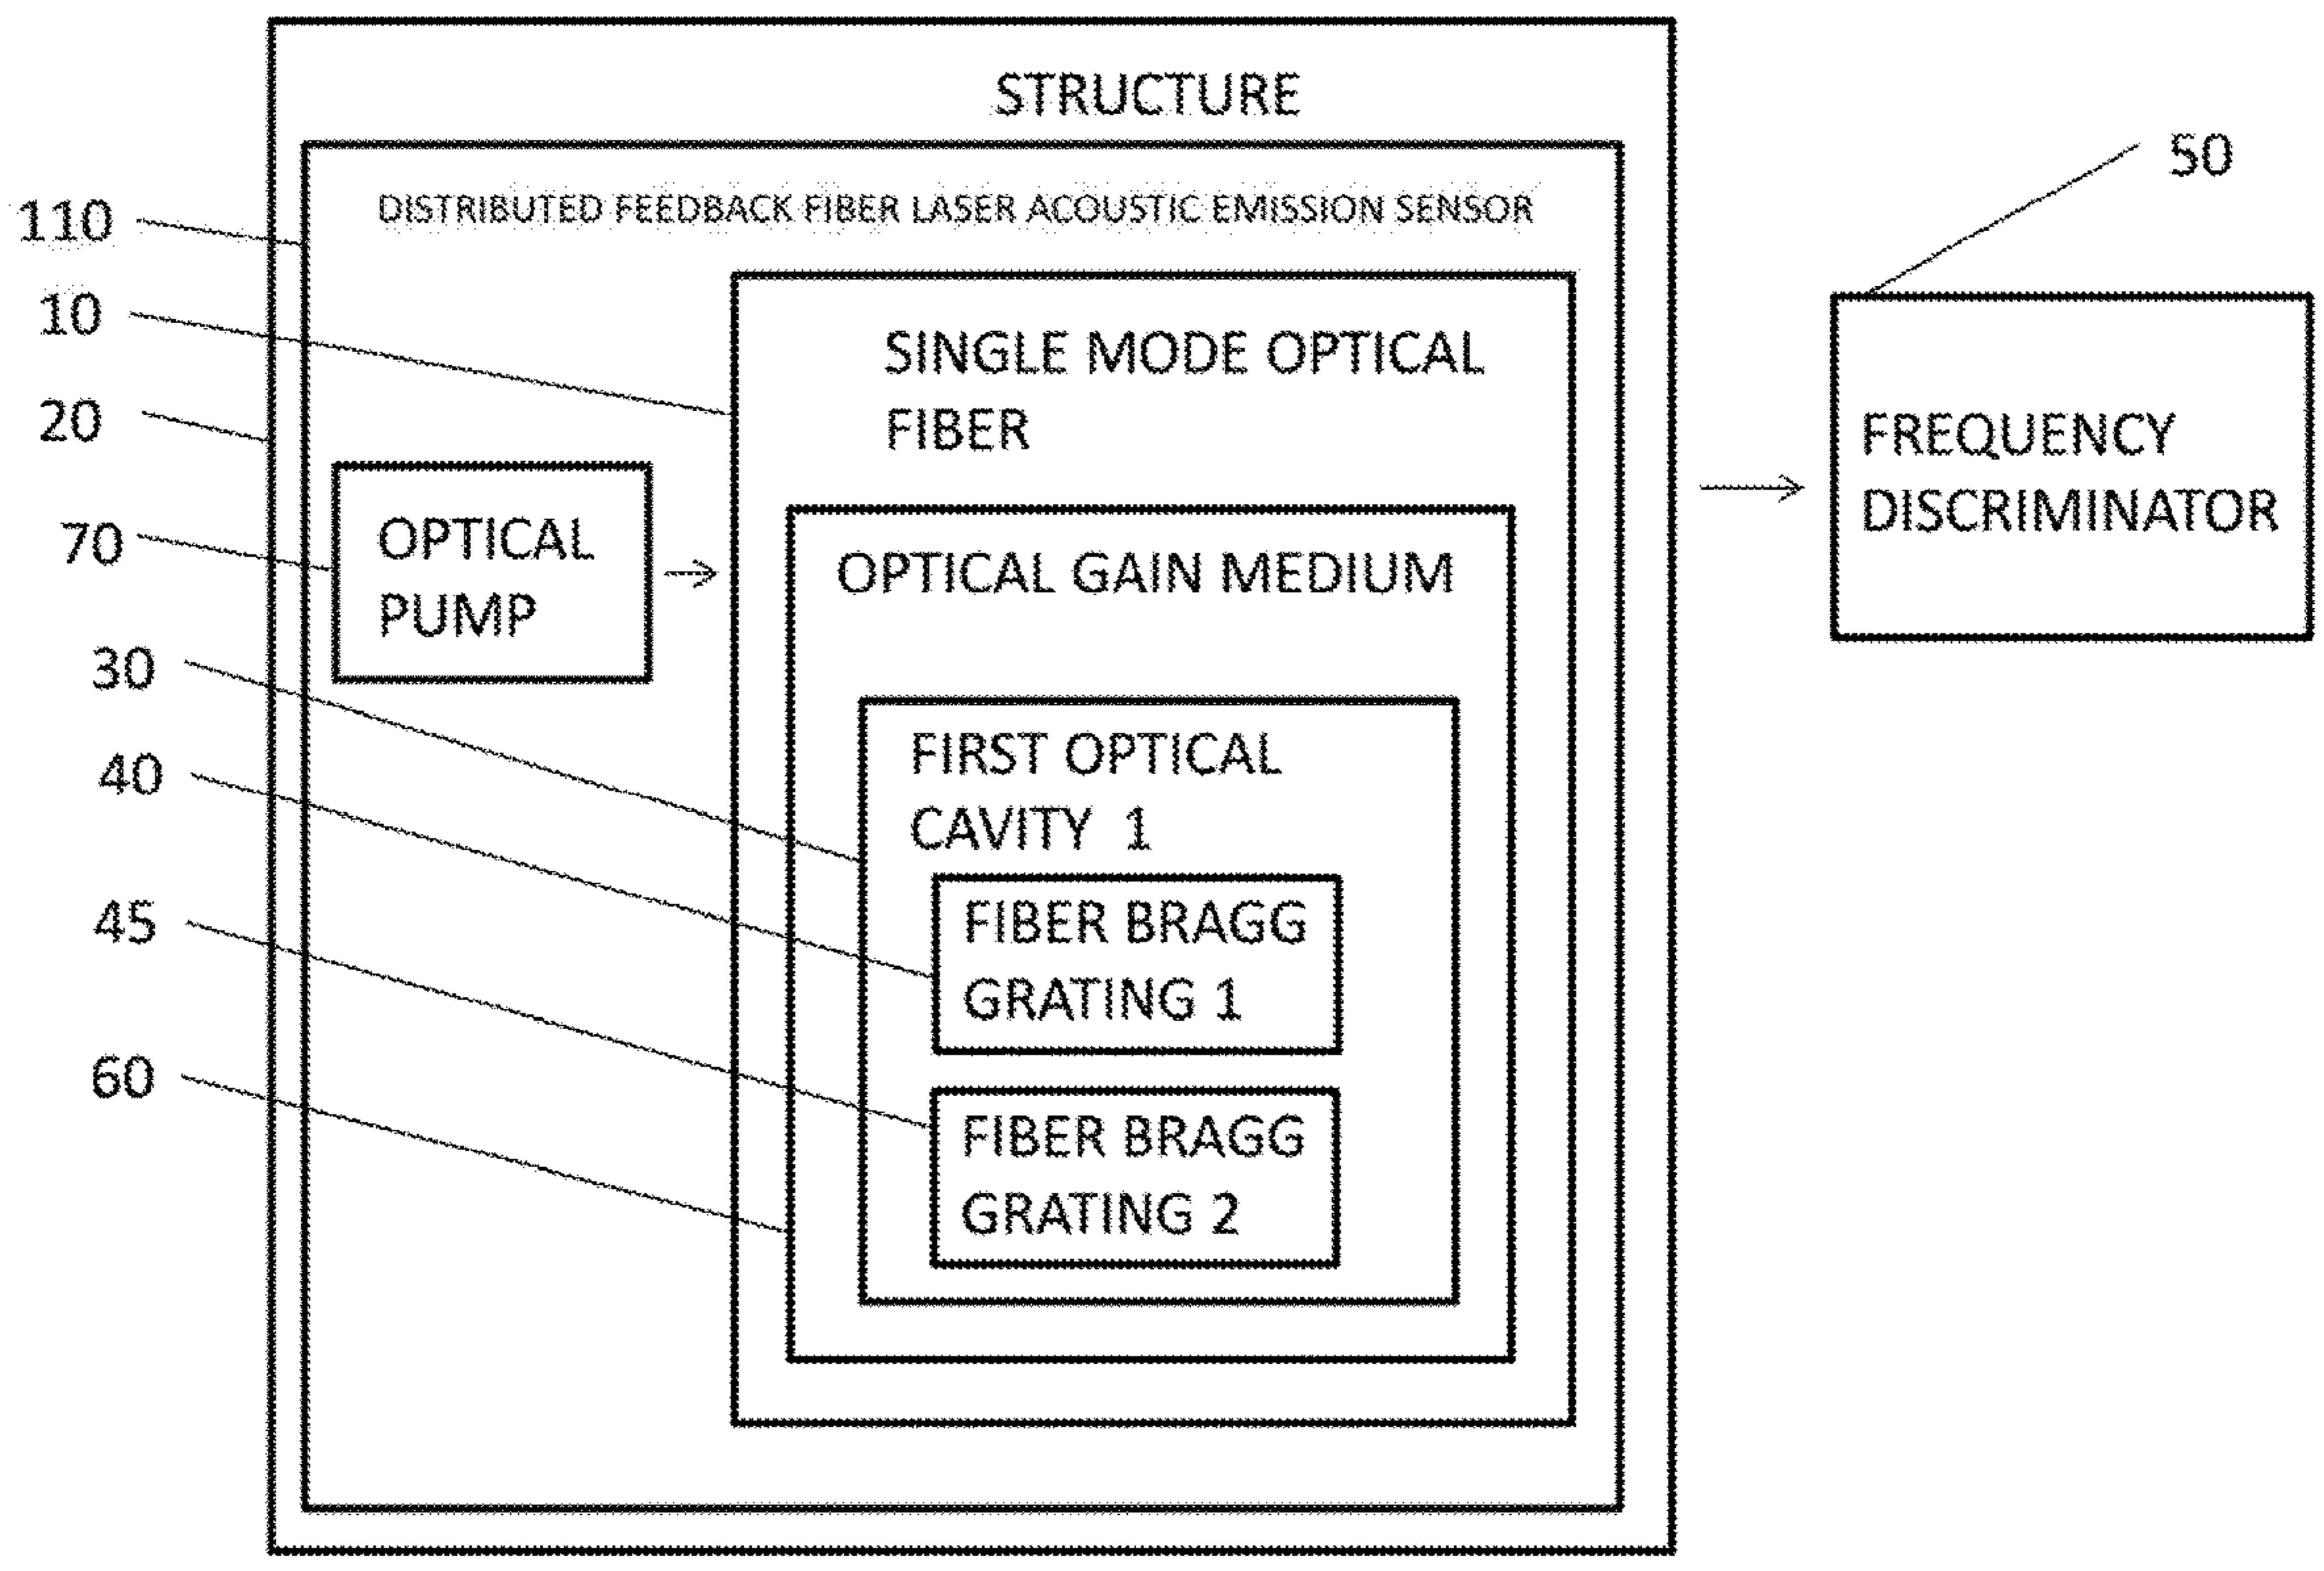 STRUCTURE
DISTRIBUTED FEEDBACK FIBER LASER ACOUSTIC EMISSION SENSOR
110
10
20
70
30
40
45
60
50
OPTICAL
PUMP
SINGLE MODE OPTICAL
FIBER
OPTICAL GAIN MEDIUM
FIRST OPTICAL
CAVITY 1
FIBER BRAGG
GRATING 1
FIBER BRAGG
GRATING 2
FREQUENCY
DISCRIMINATOR